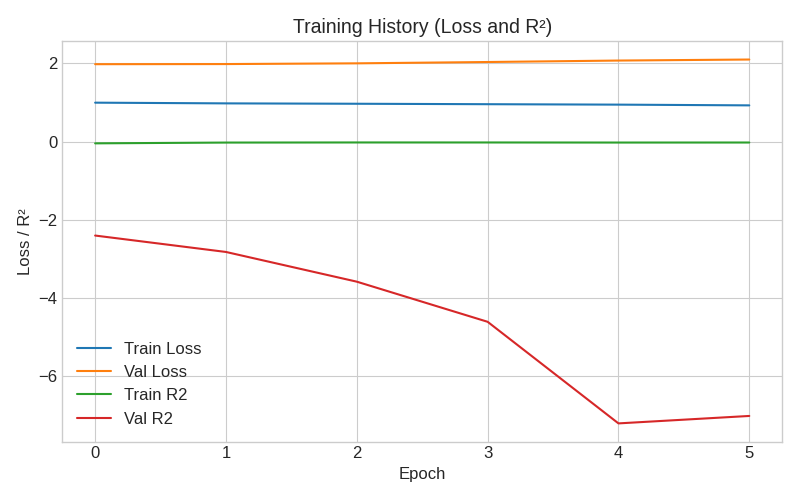 Training History (Loss and R²)
Loss / R²
2
0
−2
−4
−6
Train Loss
Val Loss
Train R2
Val R2
0 1 2 3 4 5
Epoch